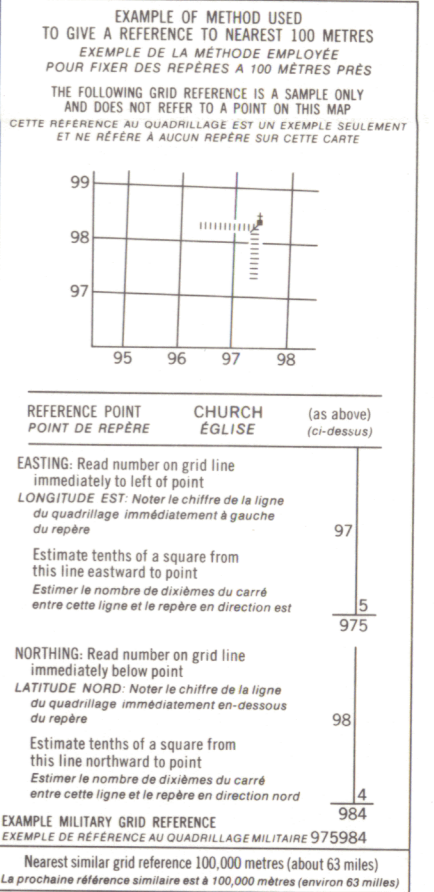 EXAMPLE OF METHOD USED
TO GIVE A REFERENCE TO NEAREST 100 METRES
EXEMPLE DE LA MÉTHODE EMPLOYÉE
POUR FIXER DES REPÈRES A 100 MÈTRES PRÈS
THE FOLLOWING GRID REFERENCE IS A SAMPLE ONLY
AND DOES NOT REFER TO A POINT ON THIS MAP
CETTE RÉFÉRENCE AU QUADRILLAGE EST UN EXEMPLE SEULEMENT
ET NE RÉFÈRE À AUCUN REPÈRE SUR CETTE CARTE
99
98
97
95 96 97 98
REFERENCE POINT CHURCH (as above)
POINT DE REPÈRE ÉGLISE (ci-dessus)
EASTING: Read number on grid line
immediately to left of point
LONGITUDE EST: Noter le chiffre de la ligne
du quadrillage immédiatement à gauche
du repère 97
Estimate tenths of a square from
this line eastward to point
Estimer le nombre de dixièmes du carré
entre cette ligne et le repère en direction est 5
975
NORTHING: Read number on grid line
immediately below point
LATITUDE NORD: Noter le chiffre de la ligne
du quadrillage immédiatement en-dessous
du repère 98
Estimate tenths of a square from
this line northward to point
Estimer le nombre de dixièmes du carré
entre cette ligne et le repère en direction nord 4
984
EXAMPLE MILITARY GRID REFERENCE
EXEMPLE DE RÉFÉRENCE AU QUADRILLAGE MILITAIRE 975984
Nearest similar grid reference 100,000 metres (about 63 miles)
La prochaine référence similaire est à 100,000 mètres (environ 63 milles)